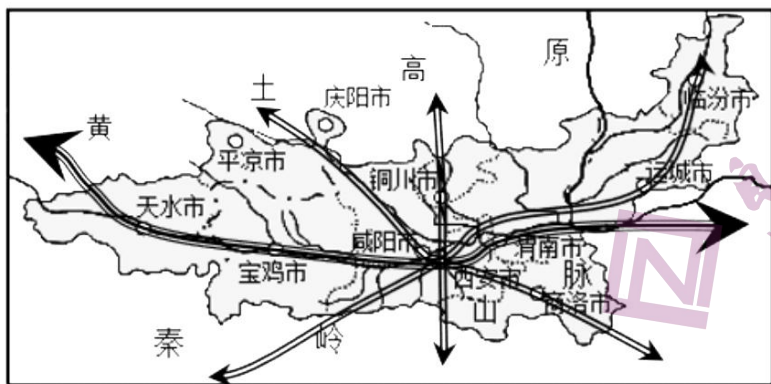 黄
土
高
原
庆阳市
临汾市
平凉市
铜川市
运城市
天水市
咸阳市
渭南市
宝鸡市
西安市
商洛市
秦
岭
山
脉